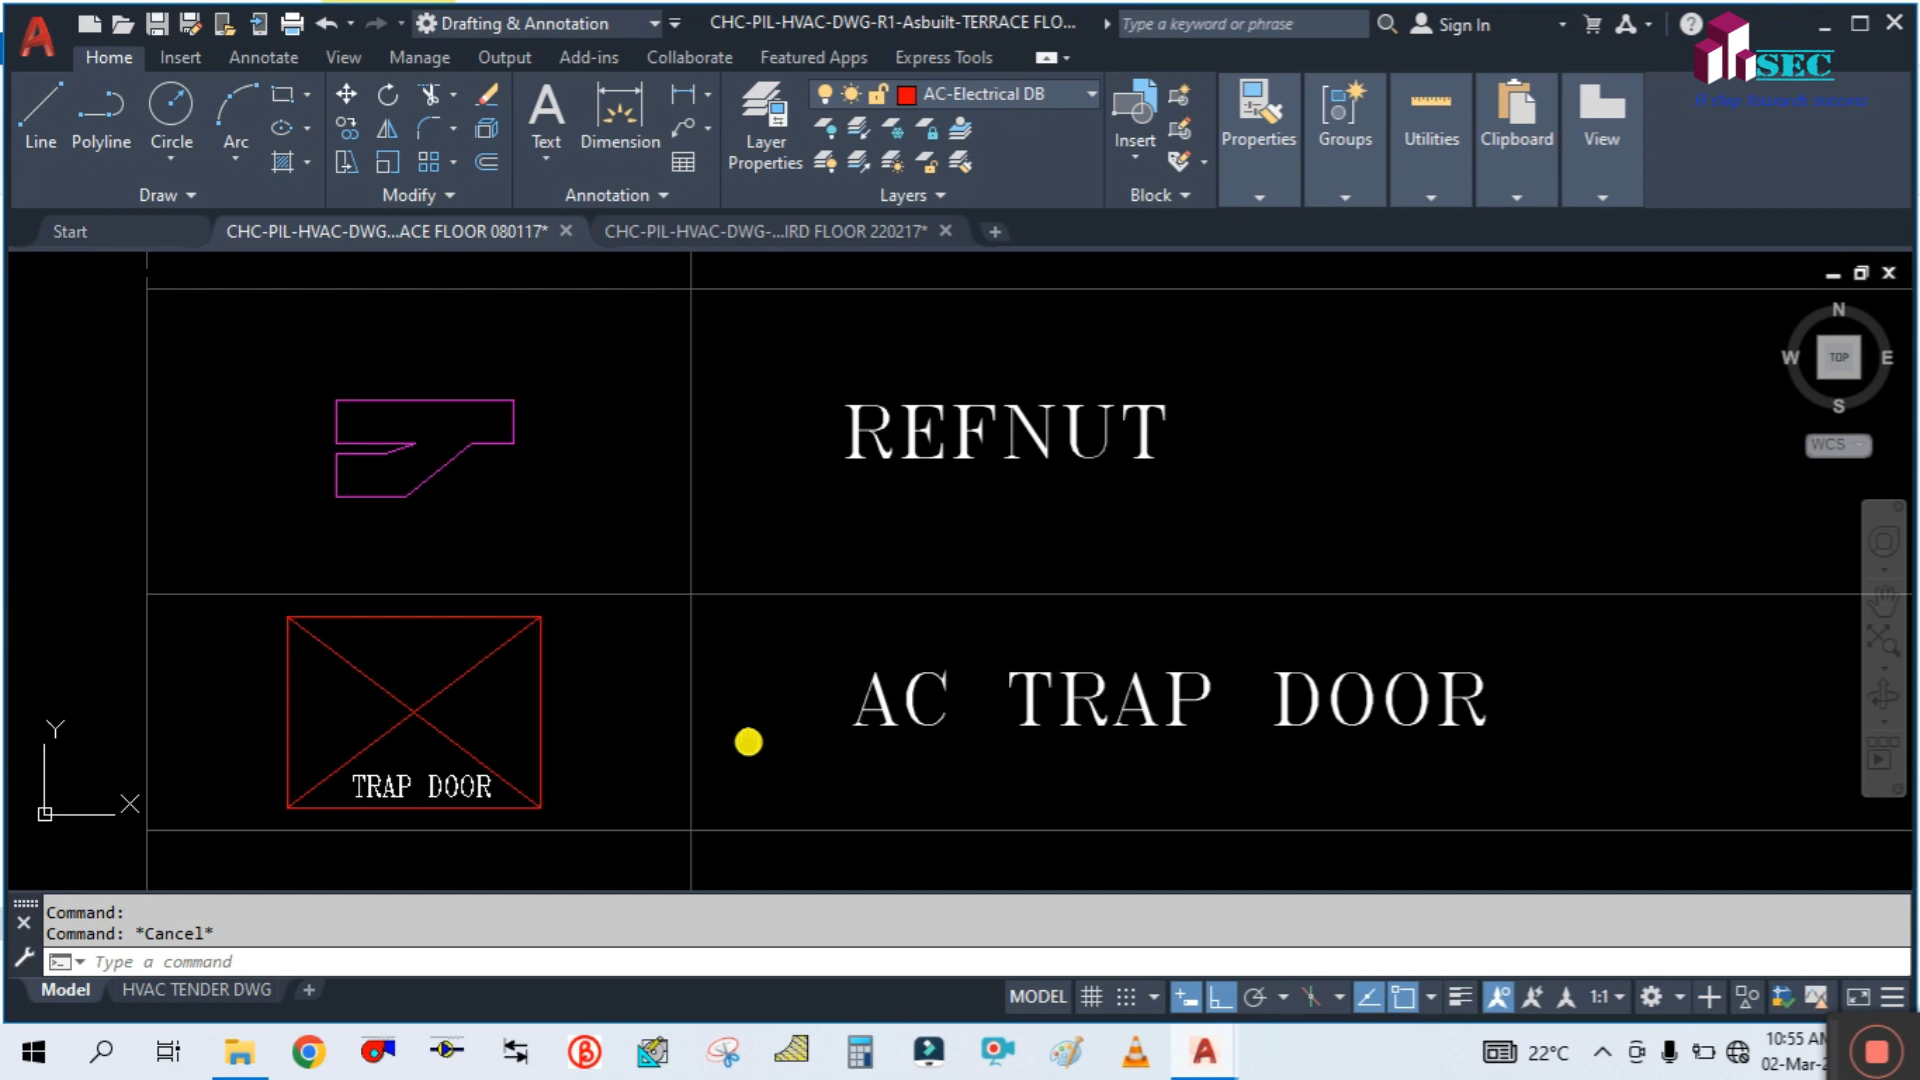 Drafting & Annotation
CHC-PIL-HVAC-DWG-R1-Asbuilt-TERRACE FLO...
Type a keyword or phrase
Sign In
SEC
A step towards success
Home Insert Annotate View Manage Output Add-ins Collaborate Featured Apps Express Tools
AC-Electrical DB
Line Polyline Circle Arc Text Dimension Layer Properties Insert Properties Groups Utilities Clipboard View
Draw Modify Annotation Layers Block
Start
CHC-PIL-HVAC-DWG...ACE FLOOR 080117*
CHC-PIL-HVAC-DWG-...IRD FLOOR 220217*
N
W TOP E
S
WCS
REFNUT
AC TRAP DOOR
TRAP DOOR
Y
X
Command:
Command: *Cancel*
Type a command
Model HVAC TENDER DWG
MODEL
1:1
22°C
10:55 AM
02-Mar-2